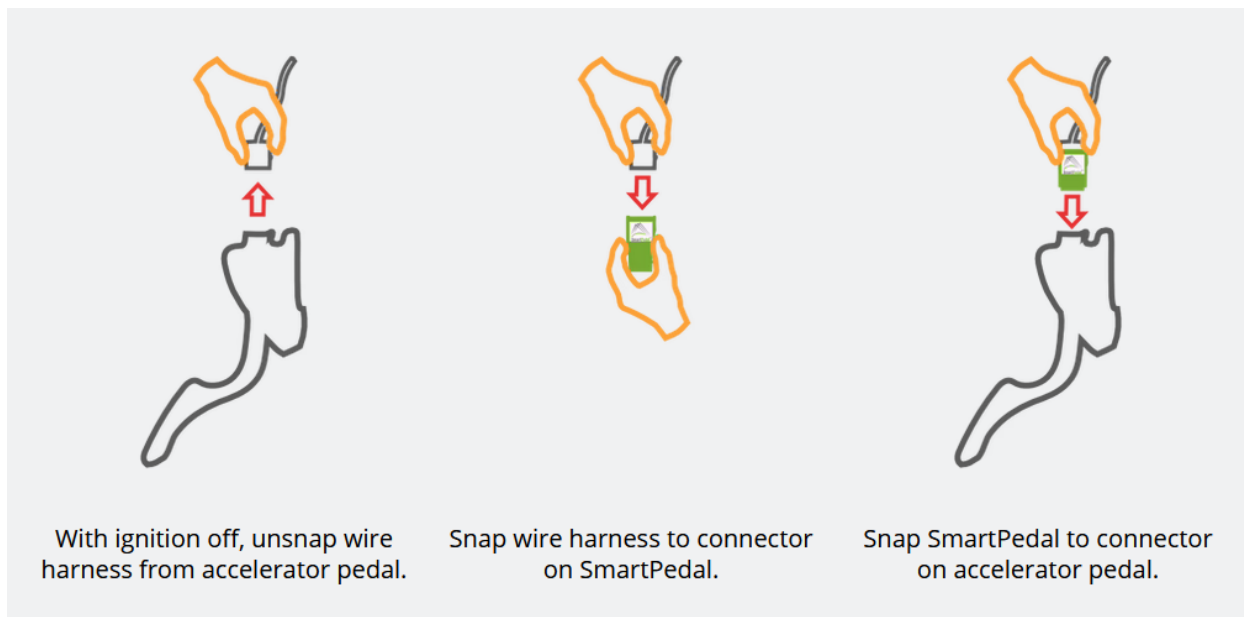 With ignition off, unsnap wire
harness from accelerator pedal.
Snap wire harness to connector
on SmartPedal.
Snap SmartPedal to connector
on accelerator pedal.